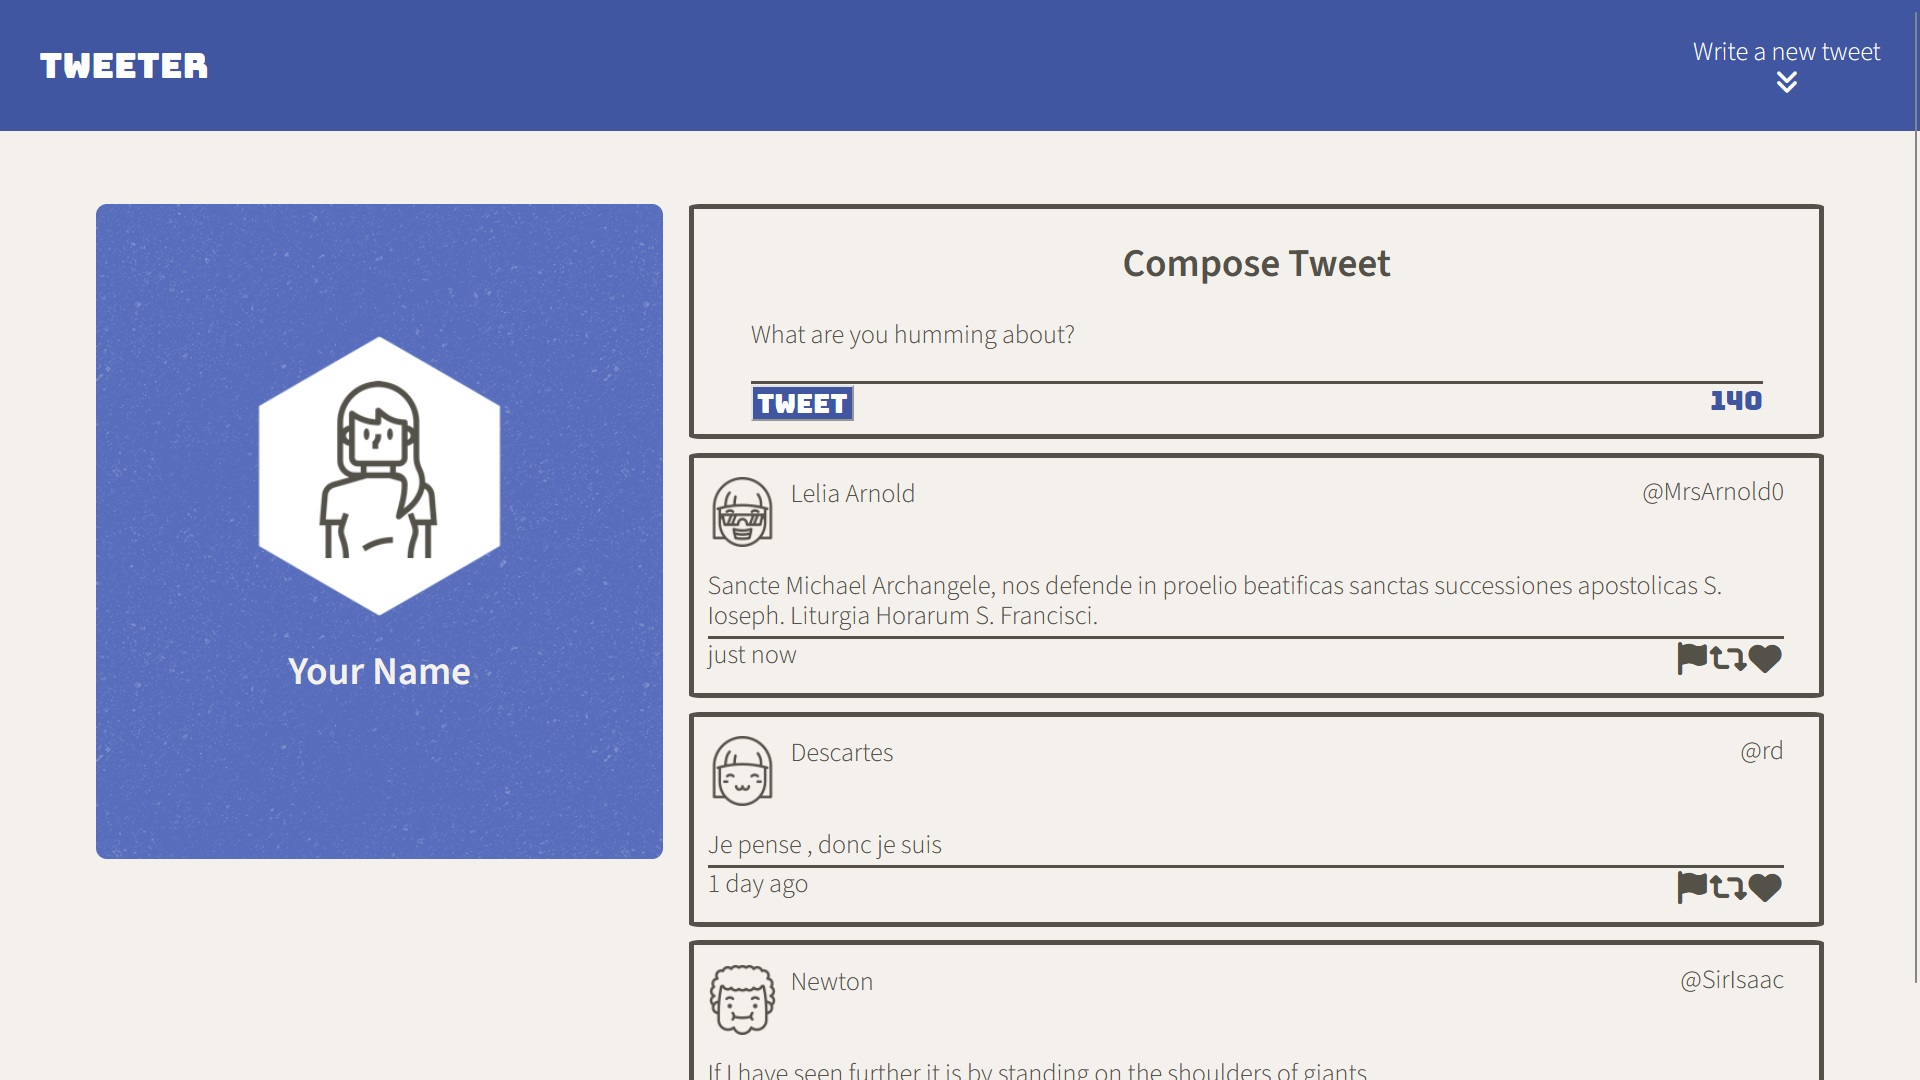 TWEETER
Write a new tweet
Your Name
Compose Tweet
What are you humming about?
TWEET
140
Lelia Arnold
@MrsArnold0
Sancte Michael Archangele, nos defende in proelio beatificas sanctas successiones apostolicas S.
Ioseph. Liturgia Horarum S. Francisci.
just now
Descartes
@rd
Je pense , donc je suis
1 day ago
Newton
@SirIsaac
If I have seen further it is by standing on the shoulders of giants